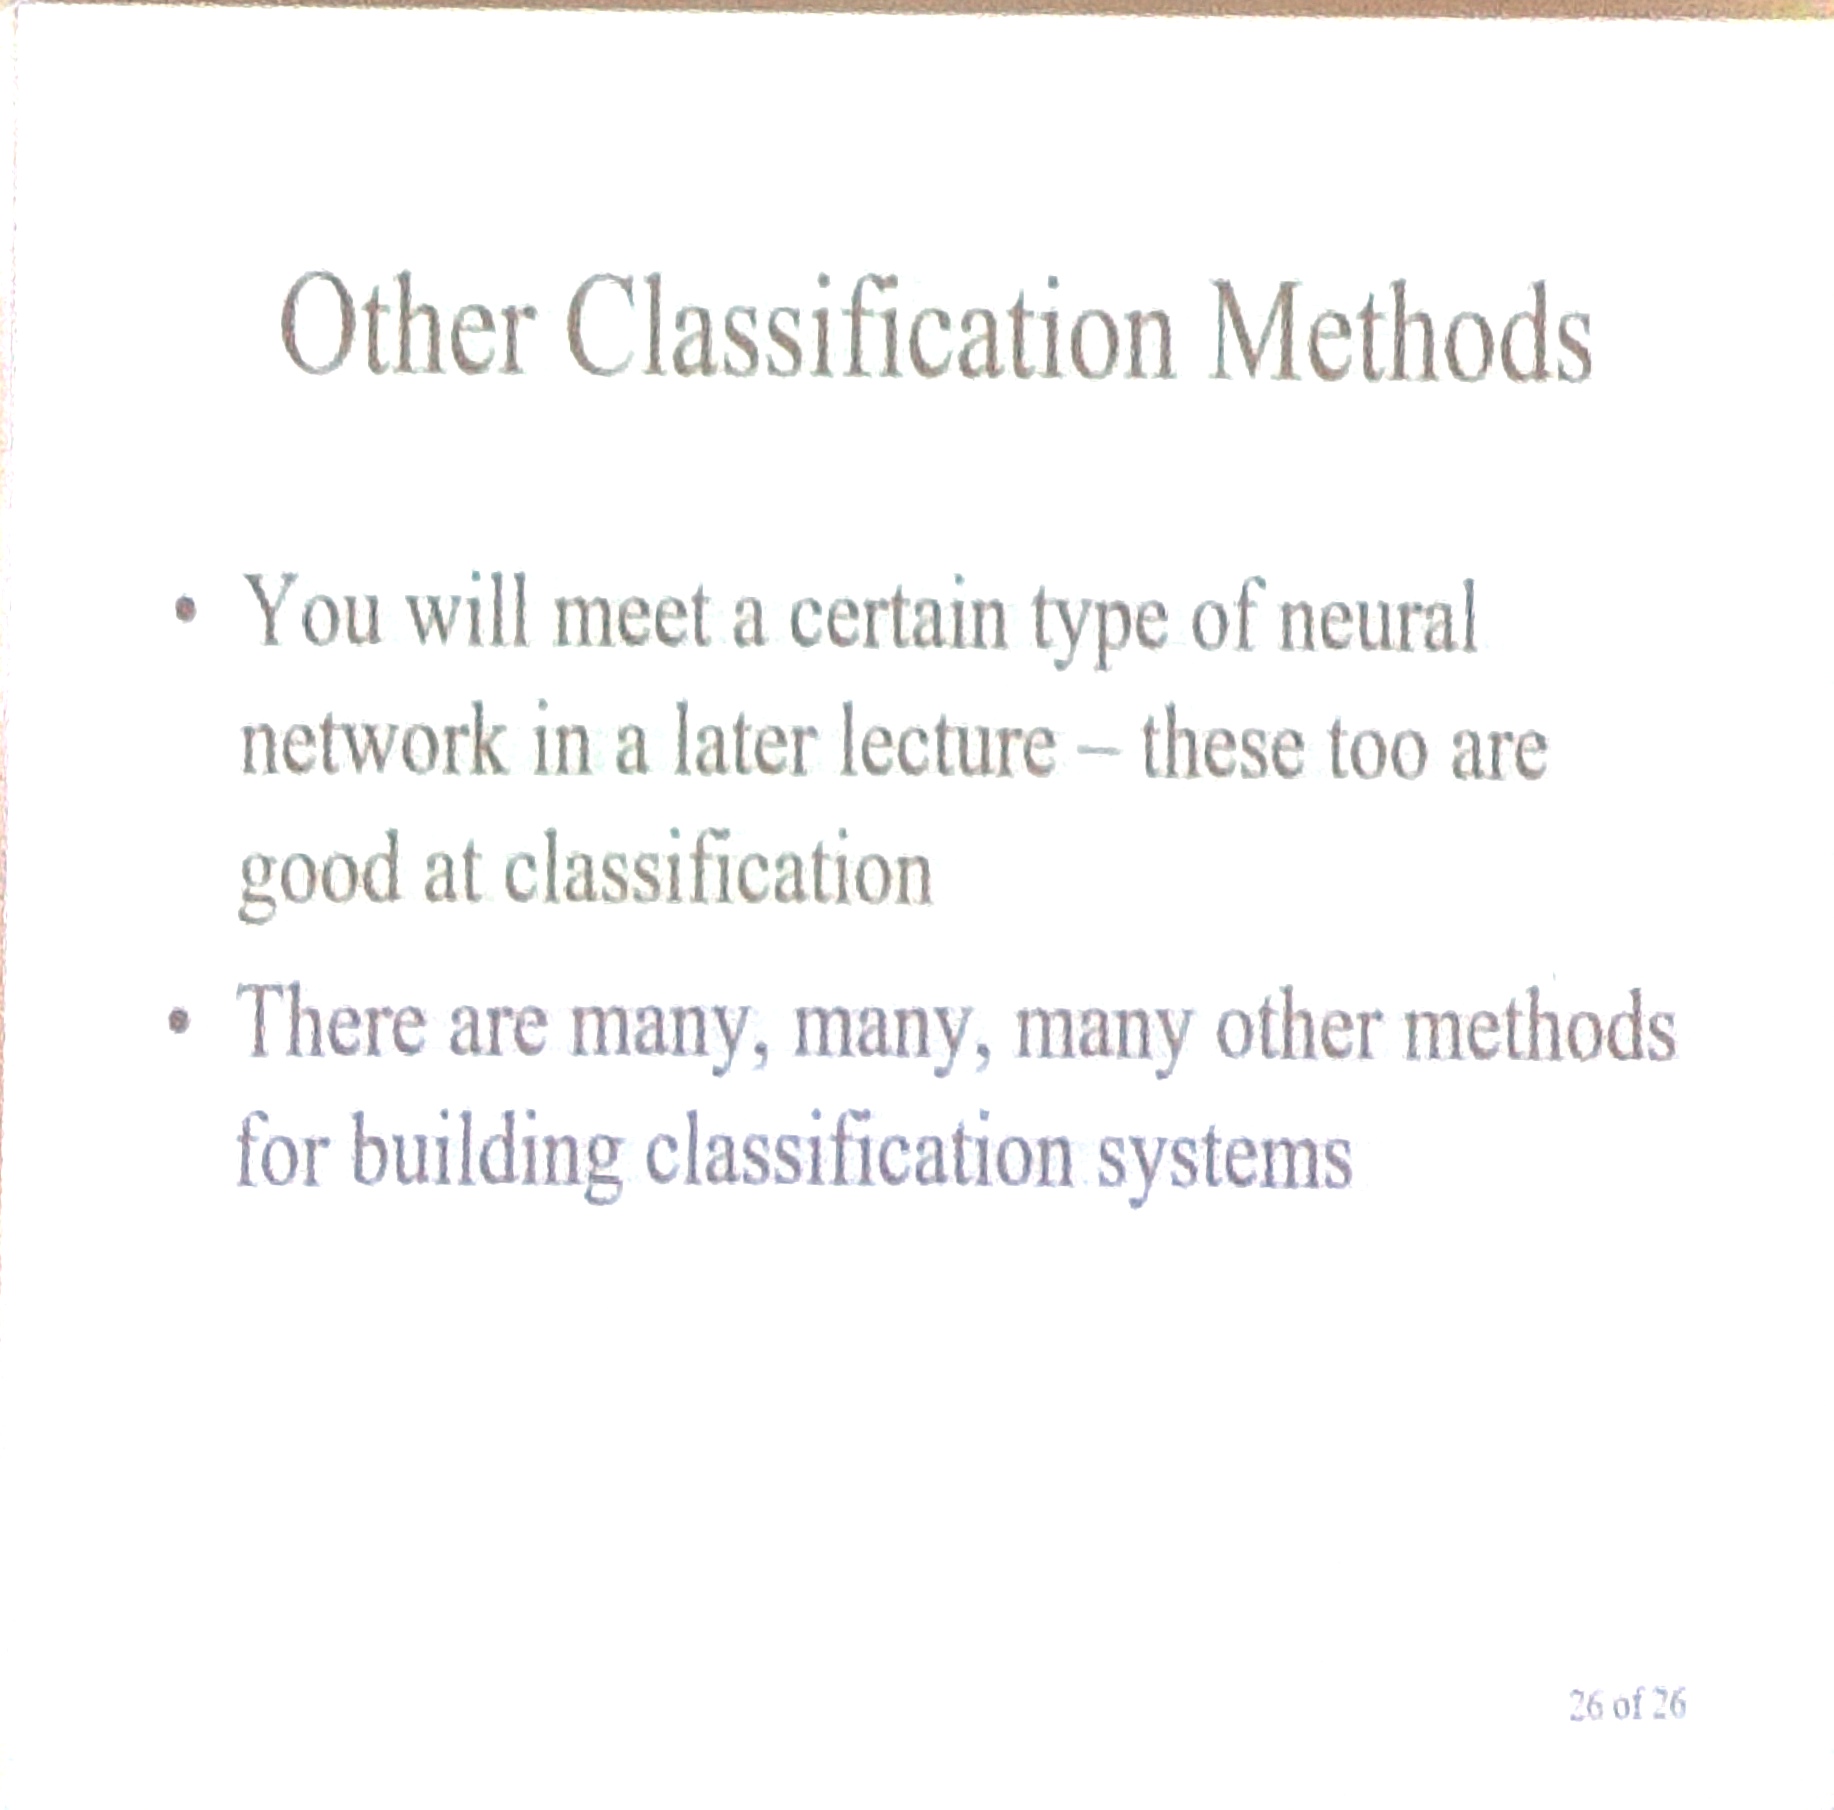 Other Classification Methods
• You will meet a certain type of neural
network in a later lecture – these too are
good at classification
• There are many, many, many other methods
for building classification systems
26 of 26